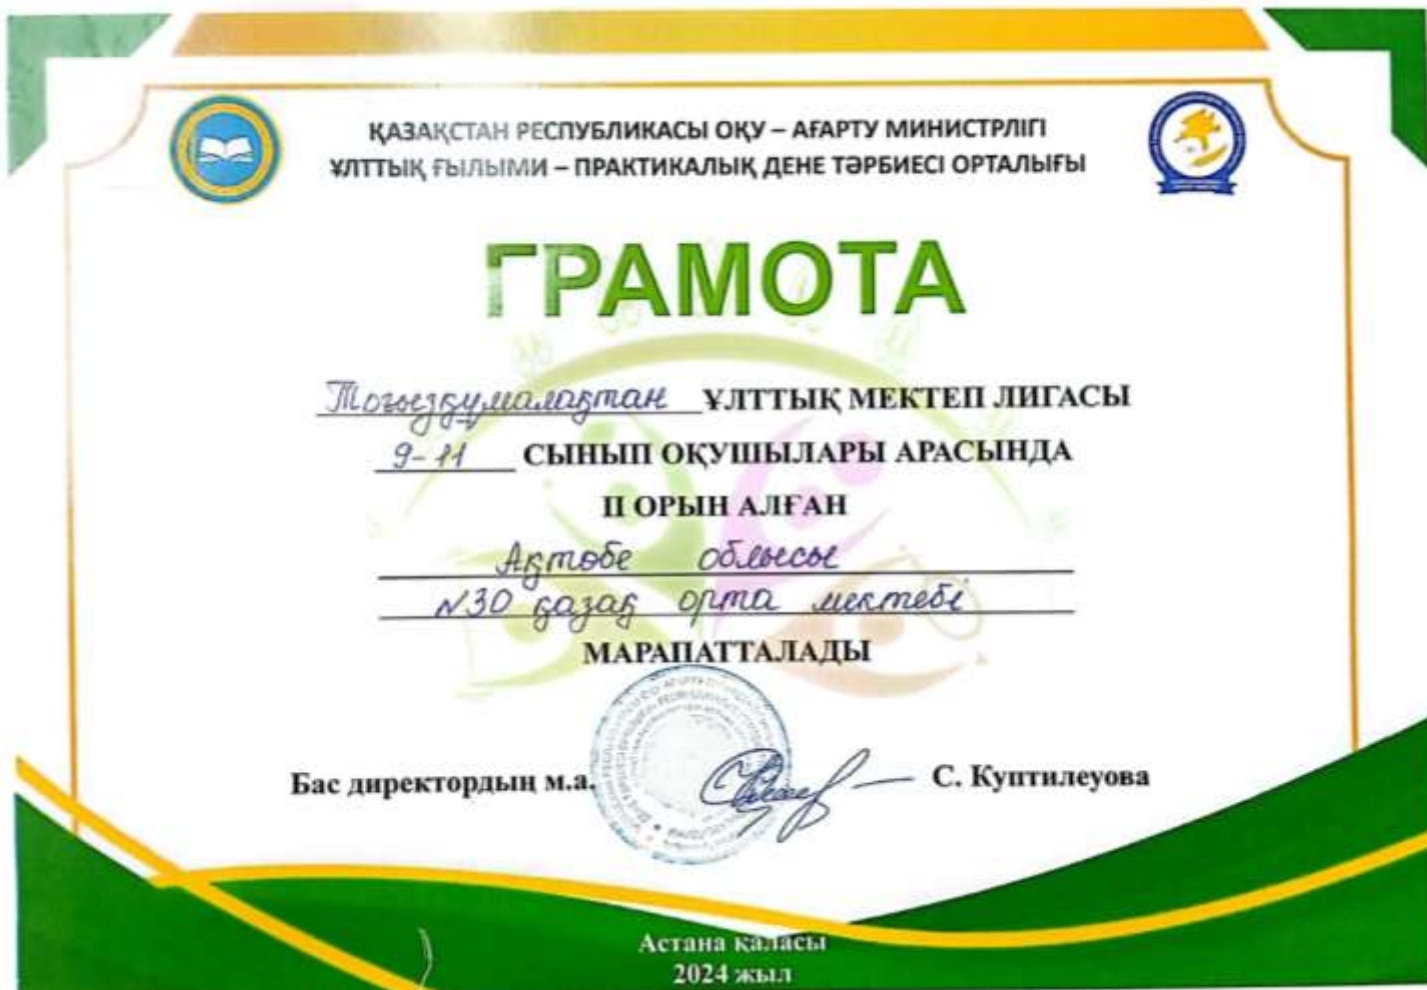 ҚАЗАҚСТАН РЕСПУБЛИКАСЫ ОҚУ – АҒАРТУ МИНИСТРЛІГІ
ҰЛТТЫҚ ҒЫЛЫМИ – ПРАКТИКАЛЫҚ ДЕНЕ ТӘРБИЕСІ ОРТАЛЫҒЫ
ГРАМОТА
Тоғызқұмалақтан ҰЛТТЫҚ МЕКТЕП ЛИГАСЫ
9-11 СЫНЫП ОҚУШЫЛАРЫ АРАСЫНДА
II ОРЫН АЛҒАН
Ақтөбе облысы
№30 қазақ орта мектебі
МАРАПАТТАЛАДЫ
Бас директордың м.а. С. Куптилеуова
Астана қаласы
2024 жыл